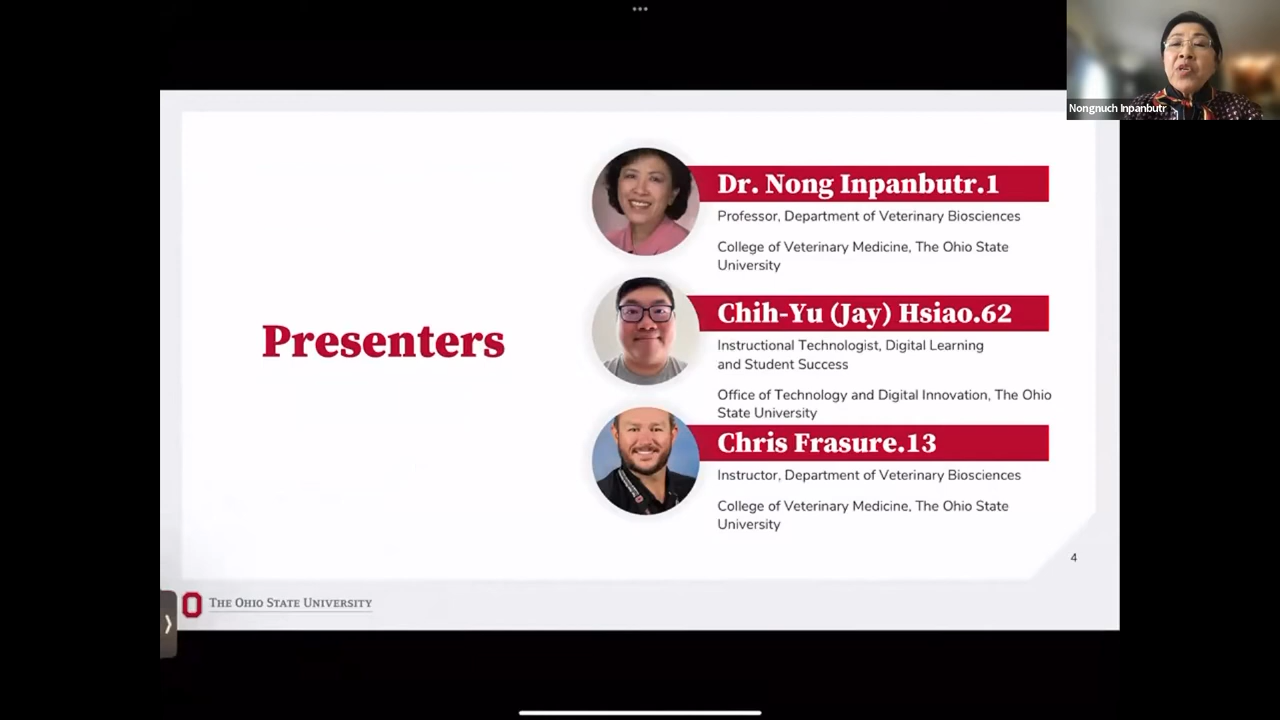 Nongnuch Inpanbutr
Dr. Nong Inpanbutr.1
Professor, Department of Veterinary Biosciences
College of Veterinary Medicine, The Ohio State
University
Presenters
Chih-Yu (Jay) Hsiao.62
Instructional Technologist, Digital Learning
and Student Success
Office of Technology and Digital Innovation, The Ohio
State University
Chris Frasure.13
Instructor, Department of Veterinary Biosciences
College of Veterinary Medicine, The Ohio State
University
4
THE OHIO STATE UNIVERSITY